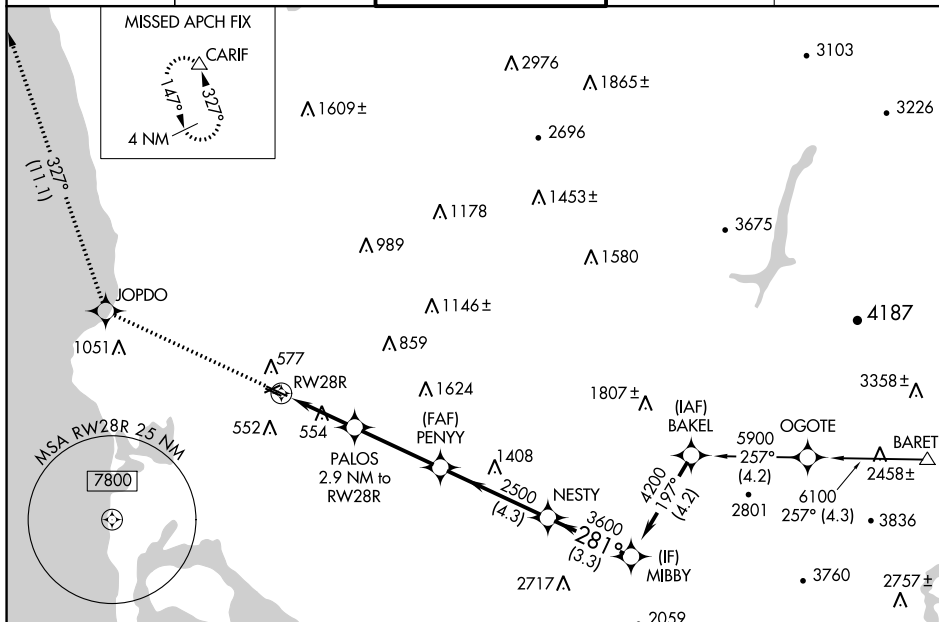 MISSED APCH FIX
CARIF
147°
327°
4 NM
327°
(11.1)
2976
1865±
3103
1609±
2696
3226
1453±
1178
3675
989
1580
JOPDO
1146±
4187
1051
859
577
RW28R
1624
1807±
3358±
(FAF)
PENYY
(IAF)
BAKEL
OGOTE
BARET
552
554
5900
257°
(4.2)
2458±
MSA RW28R 25 NM
7800
PALOS
2.9 NM to
RW28R
1408
2500
(4.3)
NESTY
4200
197°
(4.2)
2801
6100
257° (4.3)
3836
3600
281°
(3.3)
(IF)
MIBBY
2717
3760
2757±
2059